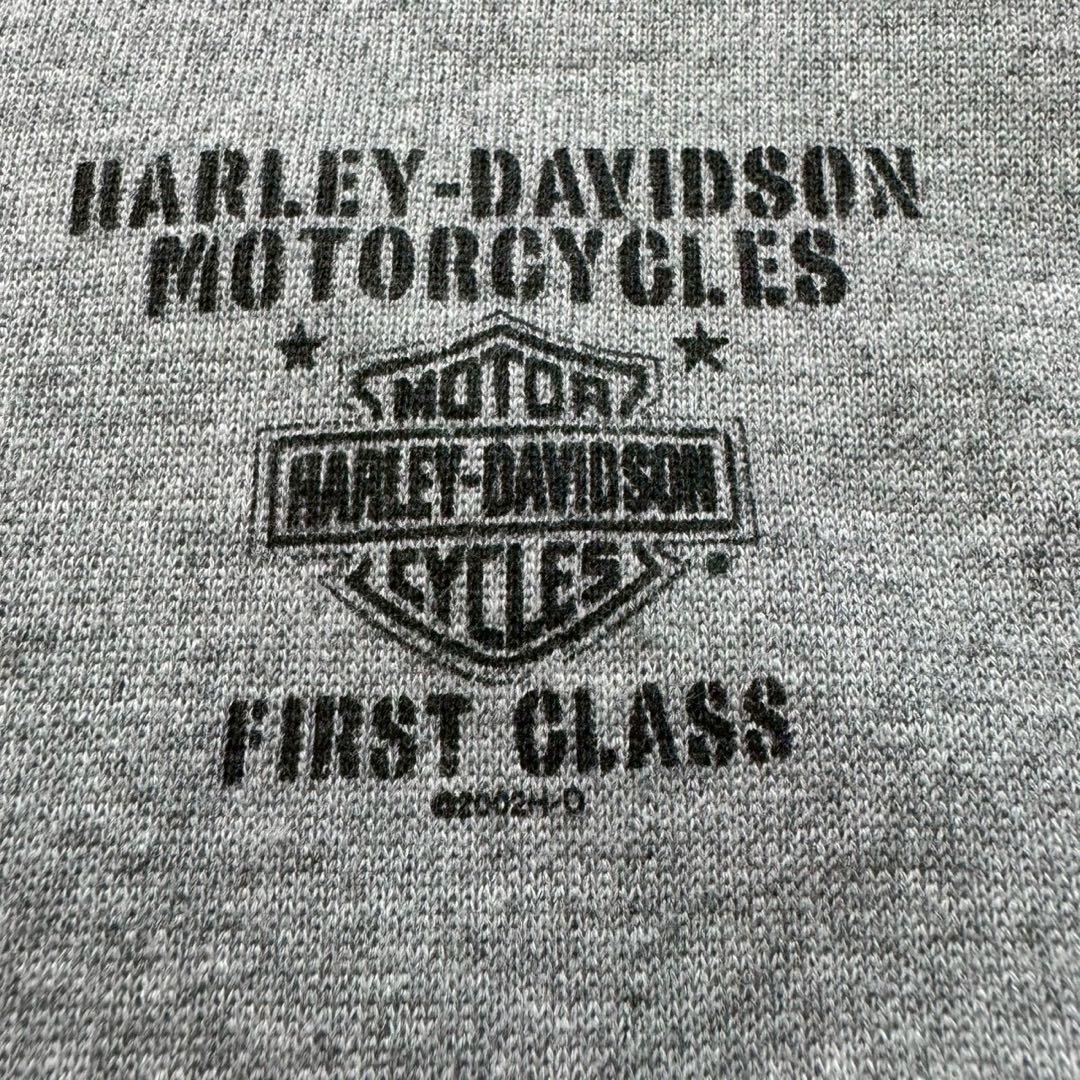 HARLEY-DAVIDSON
MOTORCYCLES
MOTOR
HARLEY-DAVIDSON
CYCLES
FIRST CLASS
©2002H-D